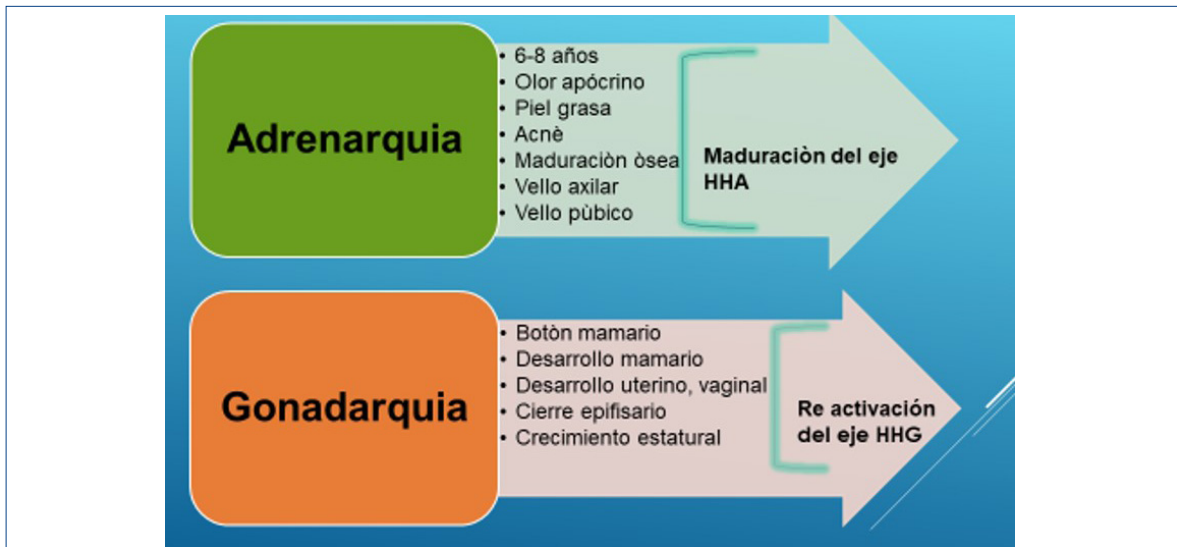 Adrenarquia
• 6-8 años
• Olor apócrino
• Piel grasa
• Acnè
• Maduraciòn òsea
• Vello axilar
• Vello pùbico
Maduraciòn del eje
HHA
Gonadarquia
• Botòn mamario
• Desarrollo mamario
• Desarrollo uterino, vaginal
• Cierre epifisario
• Crecimiento estatural
Re activación
del eje HHG